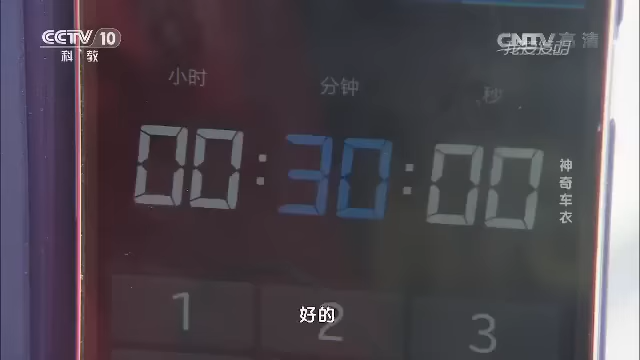 CCTV 10
科教
CNTV 高清
我爱发明
小时 分钟 秒
00:30:00
神奇车衣
1 2 3
好的